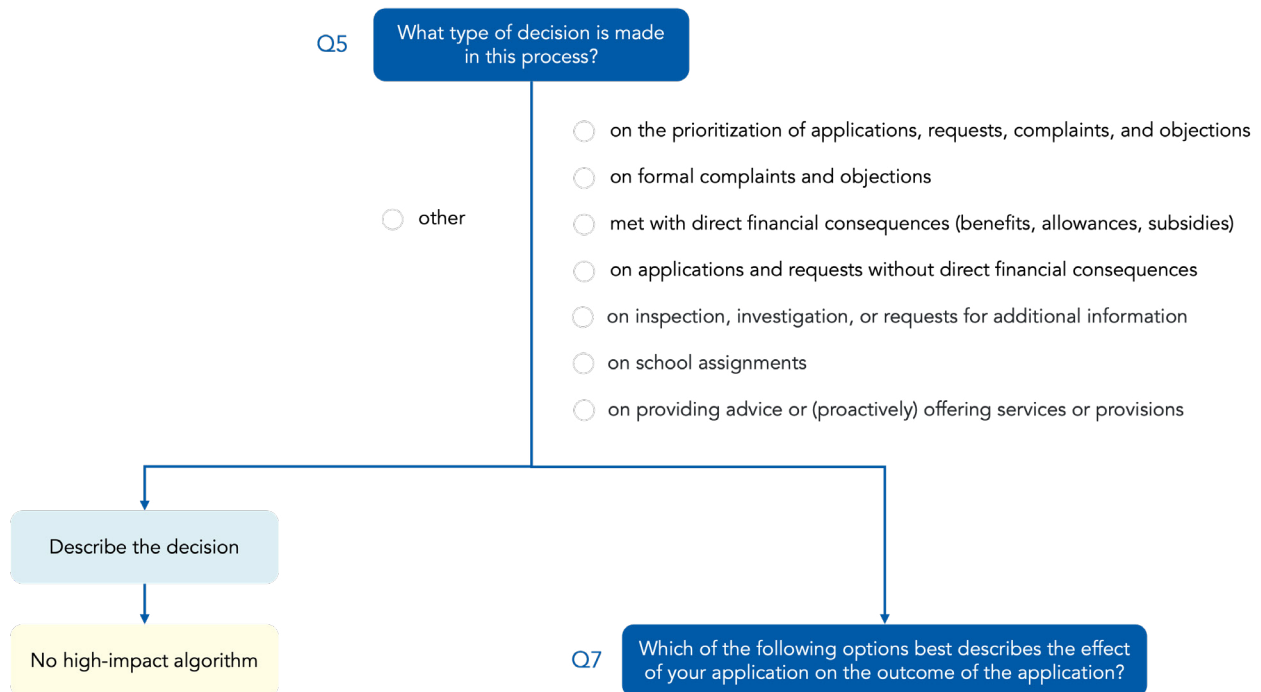 Q5
What type of decision is made
in this process?
on the prioritization of applications, requests, complaints, and objections
on formal complaints and objections
other
met with direct financial consequences (benefits, allowances, subsidies)
on applications and requests without direct financial consequences
on inspection, investigation, or requests for additional information
on school assignments
on providing advice or (proactively) offering services or provisions
Describe the decision
No high-impact algorithm
Q7
Which of the following options best describes the effect
of your application on the outcome of the application?